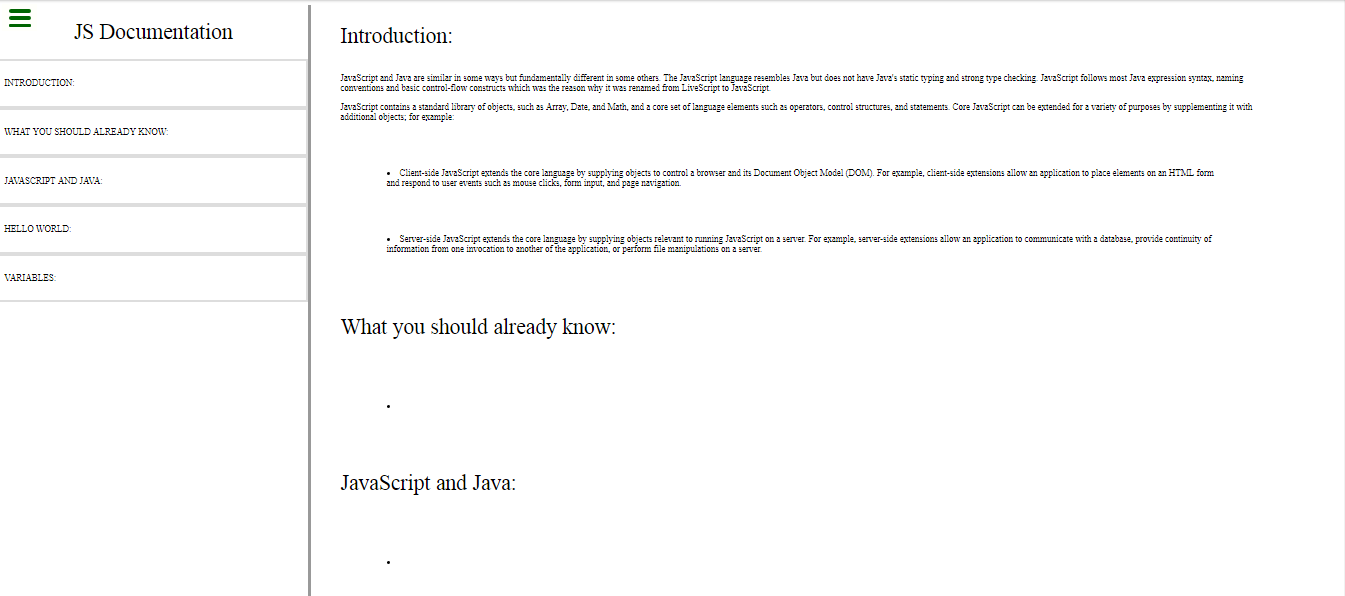 JS Documentation
INTRODUCTION:
WHAT YOU SHOULD ALREADY KNOW:
JAVASCRIPT AND JAVA:
HELLO WORLD:
VARIABLES:
Introduction:
JavaScript and Java are similar in some ways but fundamentally different in some others. The JavaScript language resembles Java but does not have Java's static typing and strong type checking. JavaScript follows most Java expression syntax, naming
conventions and basic control-flow constructs which was the reason why it was renamed from LiveScript to JavaScript.
JavaScript contains a standard library of objects, such as Array, Date, and Math, and a core set of language elements such as operators, control structures, and statements. Core JavaScript can be extended for a variety of purposes by supplementing it with
additional objects; for example:
• Client-side JavaScript extends the core language by supplying objects to control a browser and its Document Object Model (DOM). For example, client-side extensions allow an application to place elements on an HTML form
and respond to user events such as mouse clicks, form input, and page navigation.
• Server-side JavaScript extends the core language by supplying objects relevant to running JavaScript on a server. For example, server-side extensions allow an application to communicate with a database, provide continuity of
information from one invocation to another of the application, or perform file manipulations on a server.
What you should already know:
•
JavaScript and Java:
•